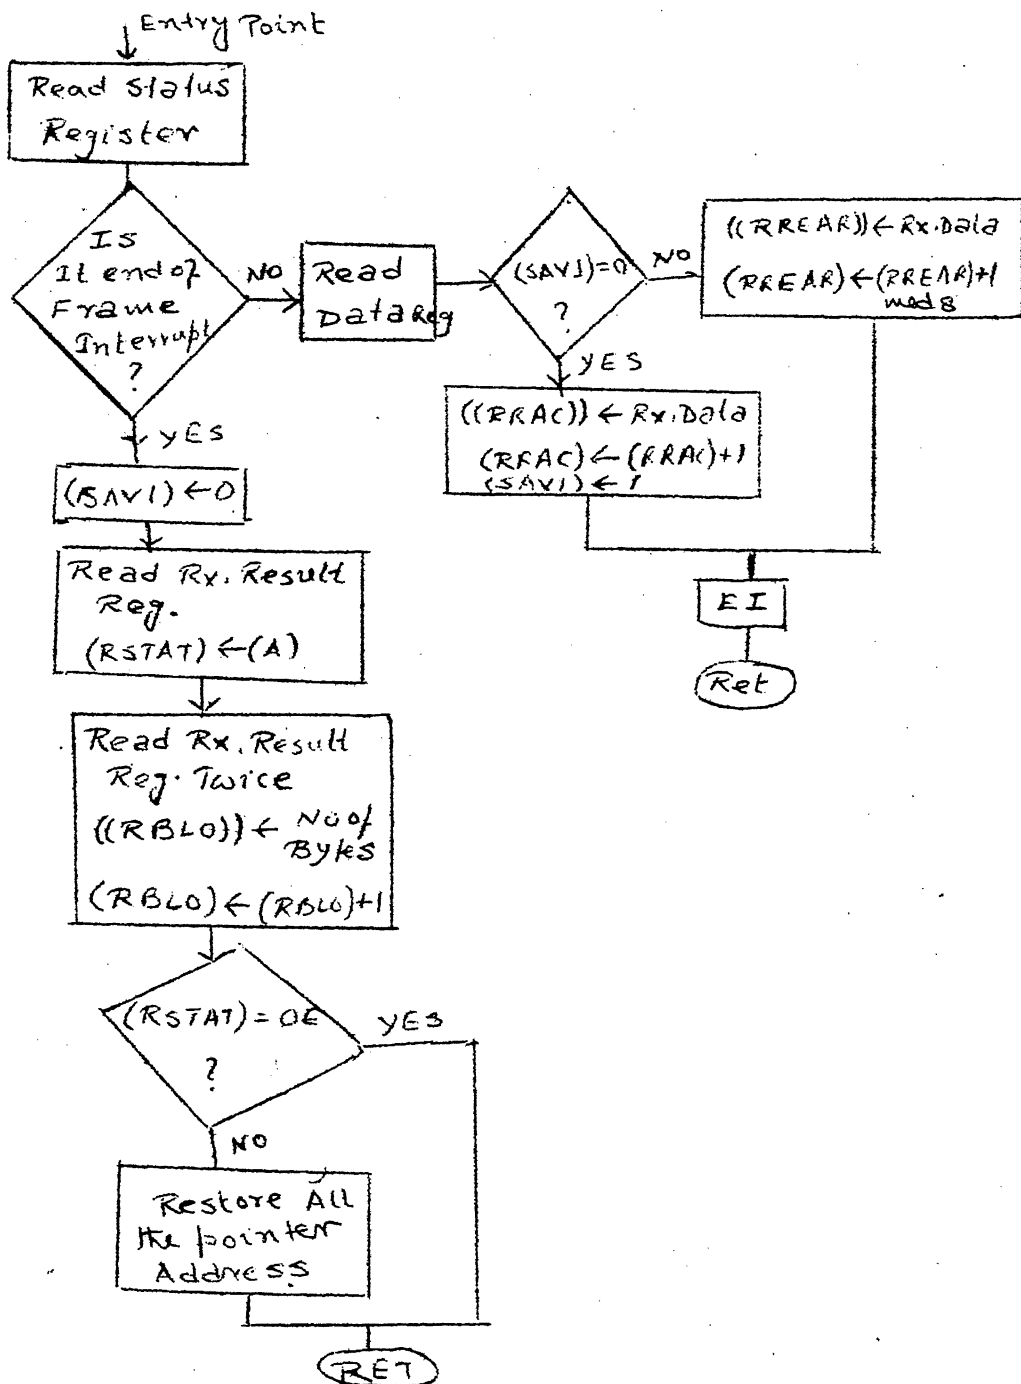 Entry Point
Read Status
Register
Is
It end of
Frame
Interrupt
?
NO
Read
Data Reg
(SAV1)=0
?
NO
((RREAR)) ← Rx.Data
(RREAR) ← (RREAR)+1
mod 8
YES
((RRAC)) ← Rx.Data
(RRAC) ← (RRAC)+1
(SAV1) ← 1
EI
Ret
YES
(SAV1) ← 0
Read Rx. Result
Reg.
(RSTAT) ← (A)
Read Rx. Result
Reg. Twice
((RBLO)) ← No of
Bytes
(RBLO) ← (RBLO)+1
(RSTAT) = 0E
?
YES
NO
Restore All
the pointer
Address
RET